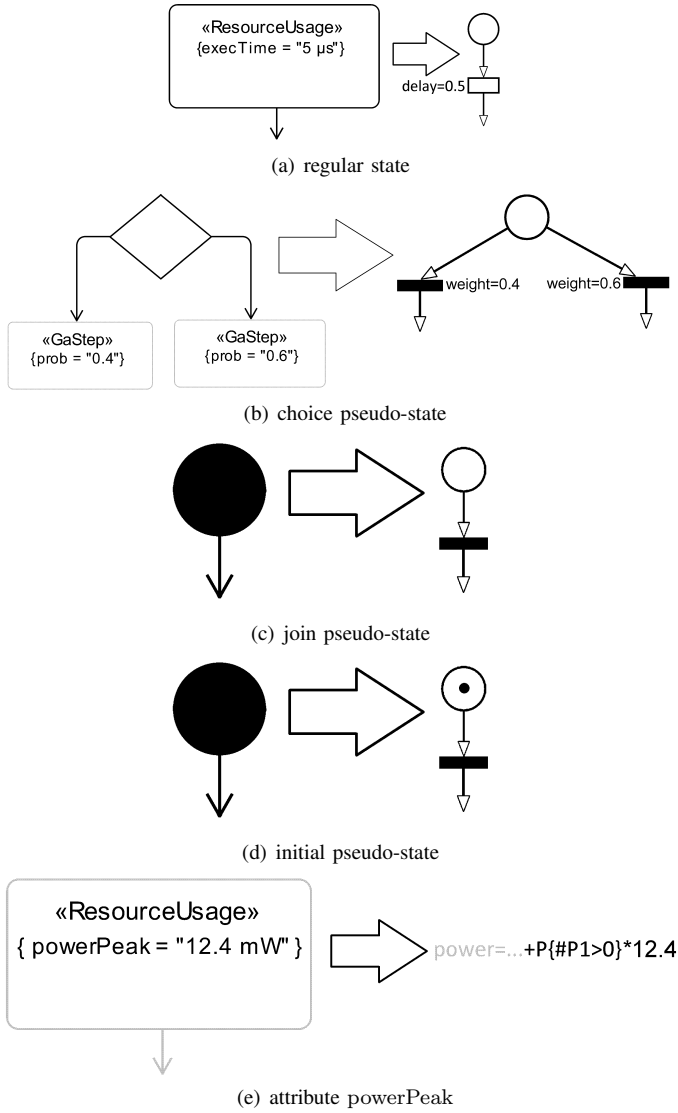 «ResourceUsage»
{execTime = "5 µs"}
delay=0.5
(a) regular state
weight=0.4
weight=0.6
«GaStep»
{prob = "0.4"}
«GaStep»
{prob = "0.6"}
(b) choice pseudo-state
(c) join pseudo-state
(d) initial pseudo-state
«ResourceUsage»
{ powerPeak = "12.4 mW" }
power=...+P{#P1>0}*12.4
(e) attribute powerPeak